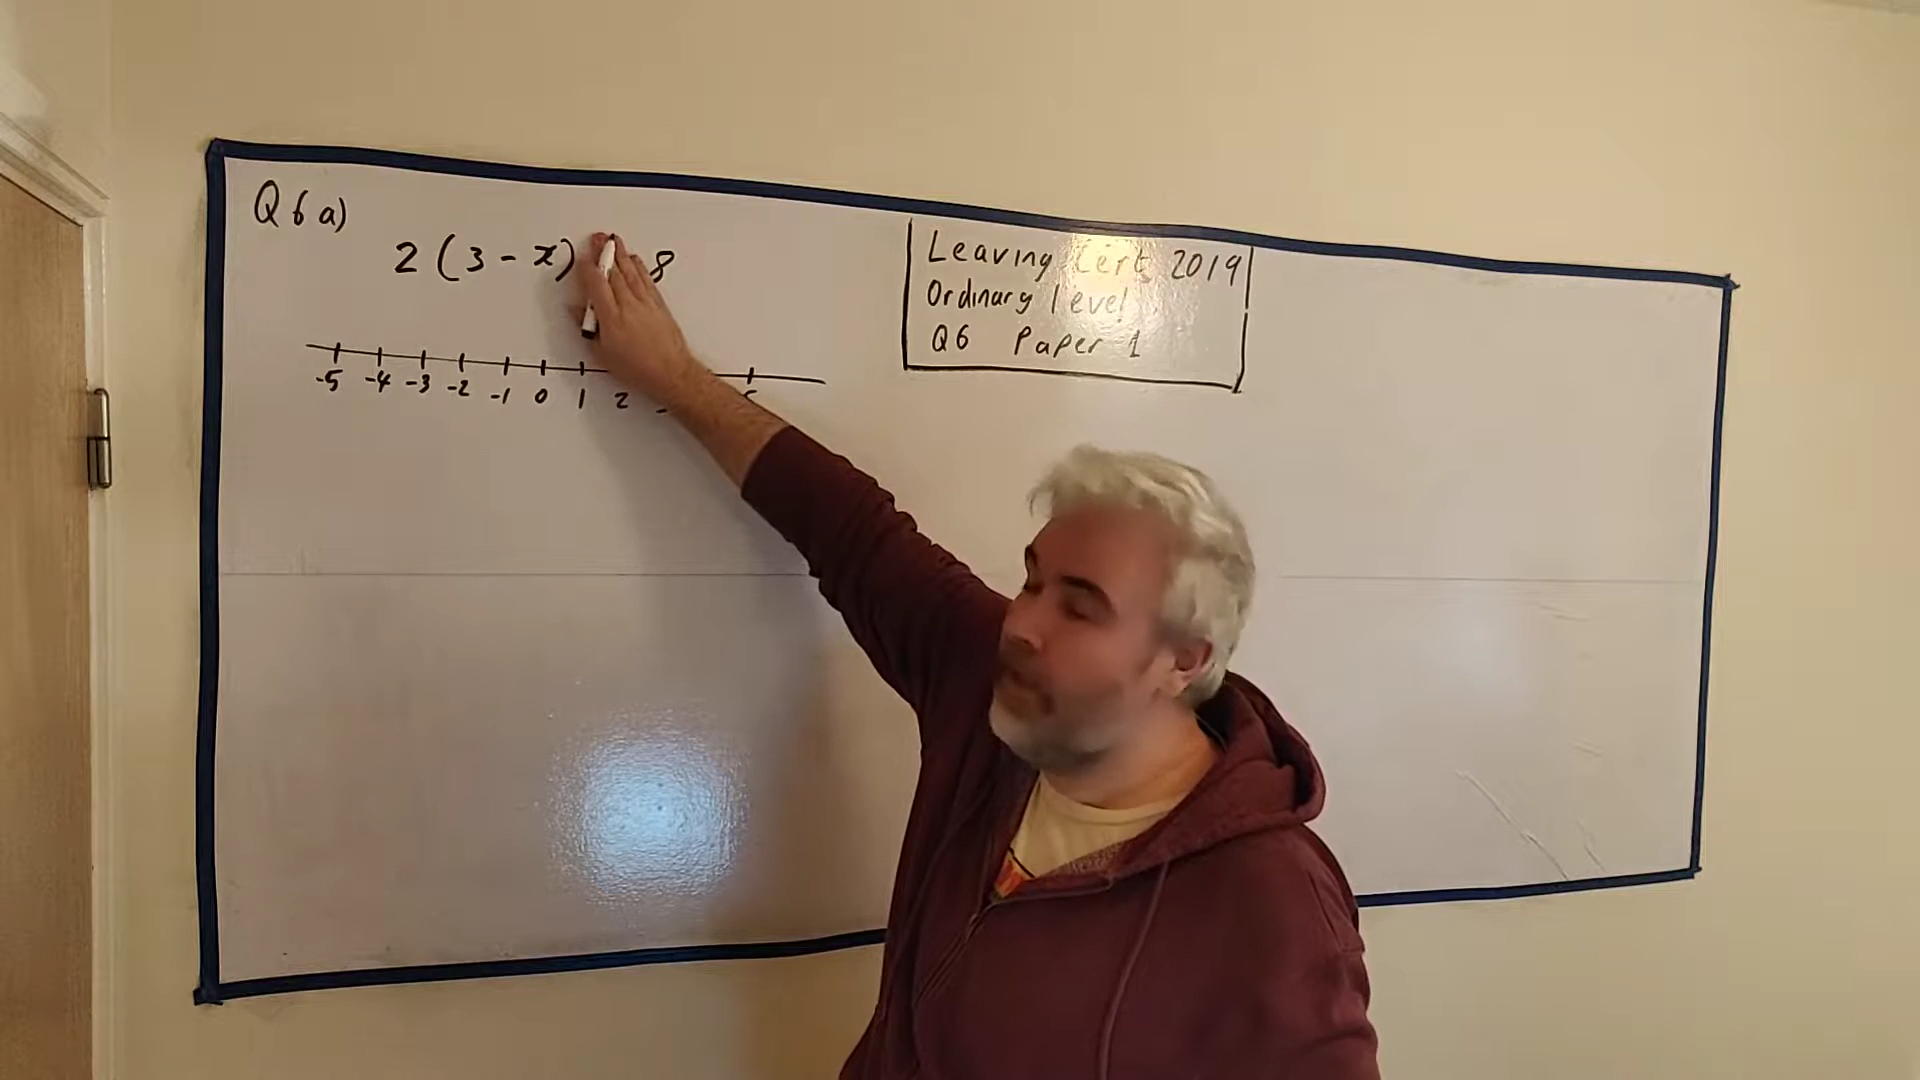 Q6a)
2(3-x) 8
-5 -4 -3 -2 -1 0 1 2
Leaving Cert 2019
Ordinary level
Q6 Paper 1